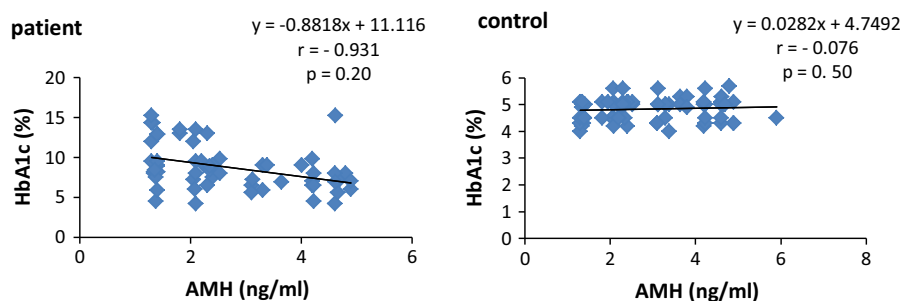 patient
y = -0.8818x + 11.116
r = - 0.931
p = 0.20
HbA1c (%)
20
15
10
5
0
0 2 4 6
AMH (ng/ml)
control
y = 0.0282x + 4.7492
r = - 0.076
p = 0. 50
HbA1c (%)
6
5
4
3
2
1
0
0 2 4 6 8
AMH (ng/ml)